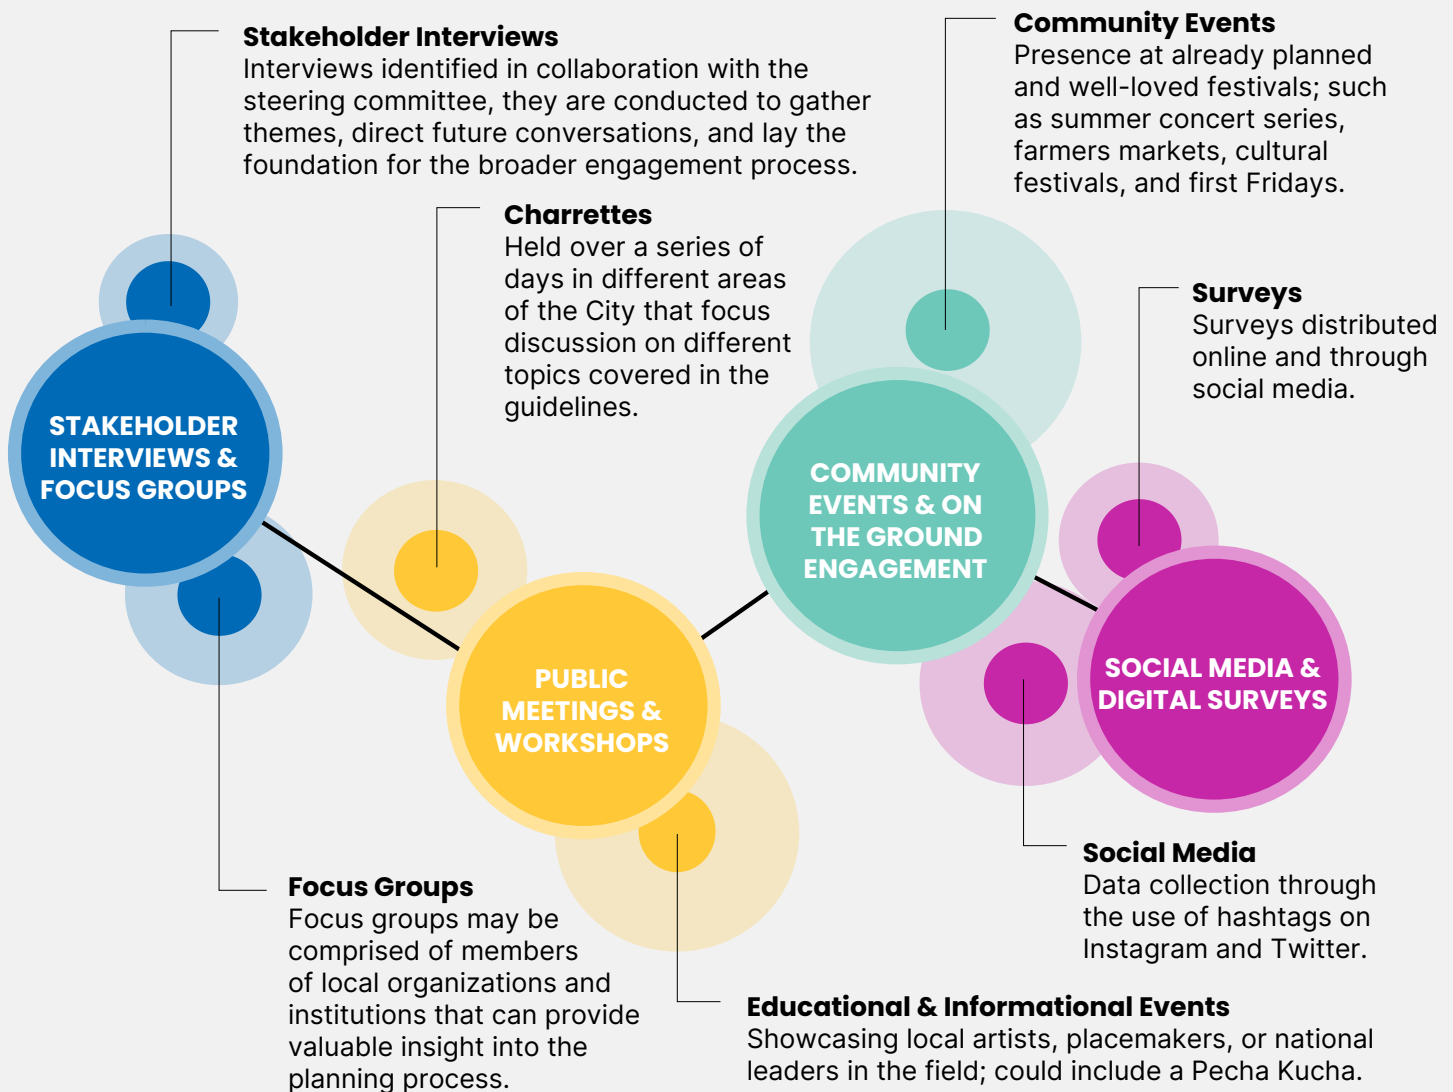 Stakeholder Interviews
Interviews identified in collaboration with the
steering committee, they are conducted to gather
themes, direct future conversations, and lay the
foundation for the broader engagement process.
Community Events
Presence at already planned
and well-loved festivals; such
as summer concert series,
farmers markets, cultural
festivals, and first Fridays.
Charrettes
Held over a series of
days in different areas
of the City that focus
discussion on different
topics covered in the
guidelines.
Surveys
Surveys distributed
online and through
social media.
STAKEHOLDER
INTERVIEWS &
FOCUS GROUPS
COMMUNITY
EVENTS & ON
THE GROUND
ENGAGEMENT
PUBLIC
MEETINGS &
WORKSHOPS
SOCIAL MEDIA &
DIGITAL SURVEYS
Focus Groups
Focus groups may be
comprised of members
of local organizations and
institutions that can provide
valuable insight into the
planning process.
Social Media
Data collection through
the use of hashtags on
Instagram and Twitter.
Educational & Informational Events
Showcasing local artists, placemakers, or national
leaders in the field; could include a Pecha Kucha.